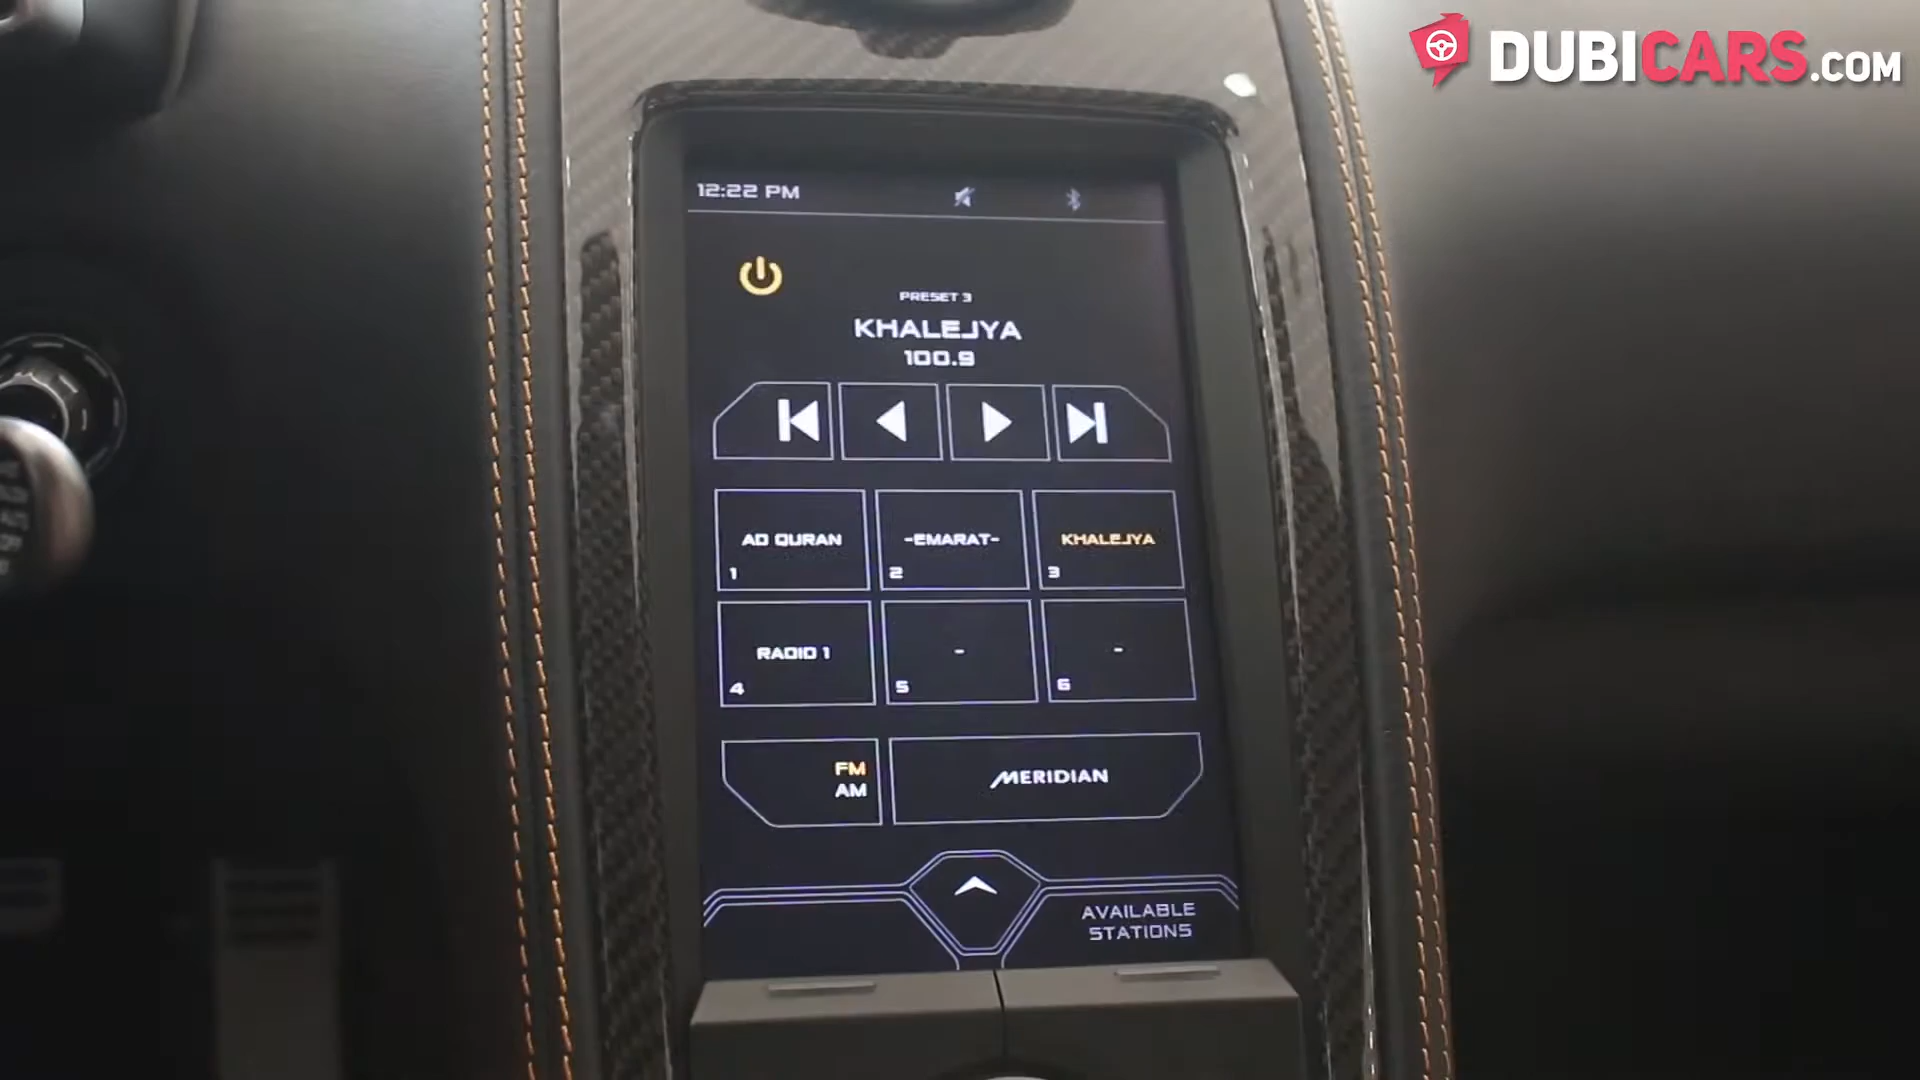 DUBICARS.COM
12:22 PM
PRESET 3
KHALEJYA
100.9
AD QURAN
1
-EMARAT-
2
KHALEJYA
3
RADIO 1
4
-
5
-
6
FM
AM
MERIDIAN
AVAILABLE
STATIONS